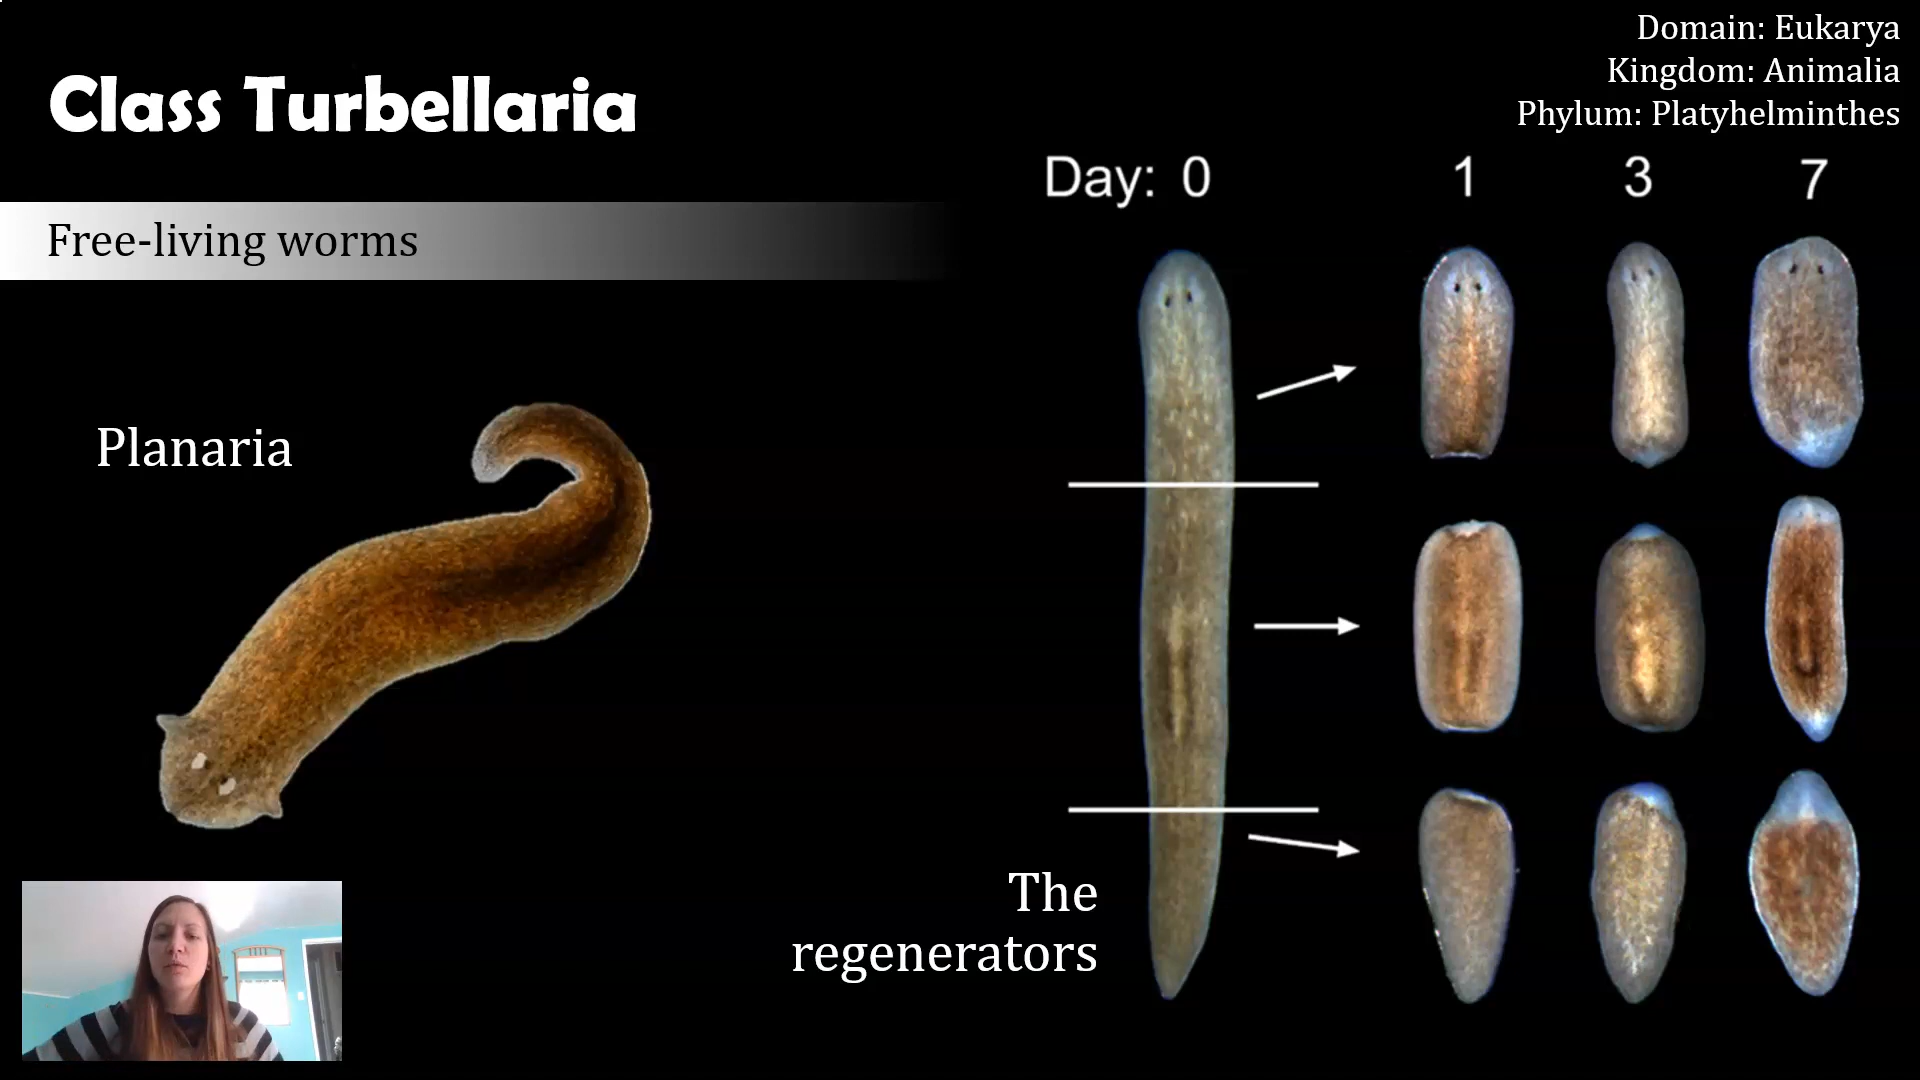 Domain: Eukarya
Kingdom: Animalia
Phylum: Platyhelminthes
Class Turbellaria
Free-living worms
Planaria
Day: 0 1 3 7
The
regenerators